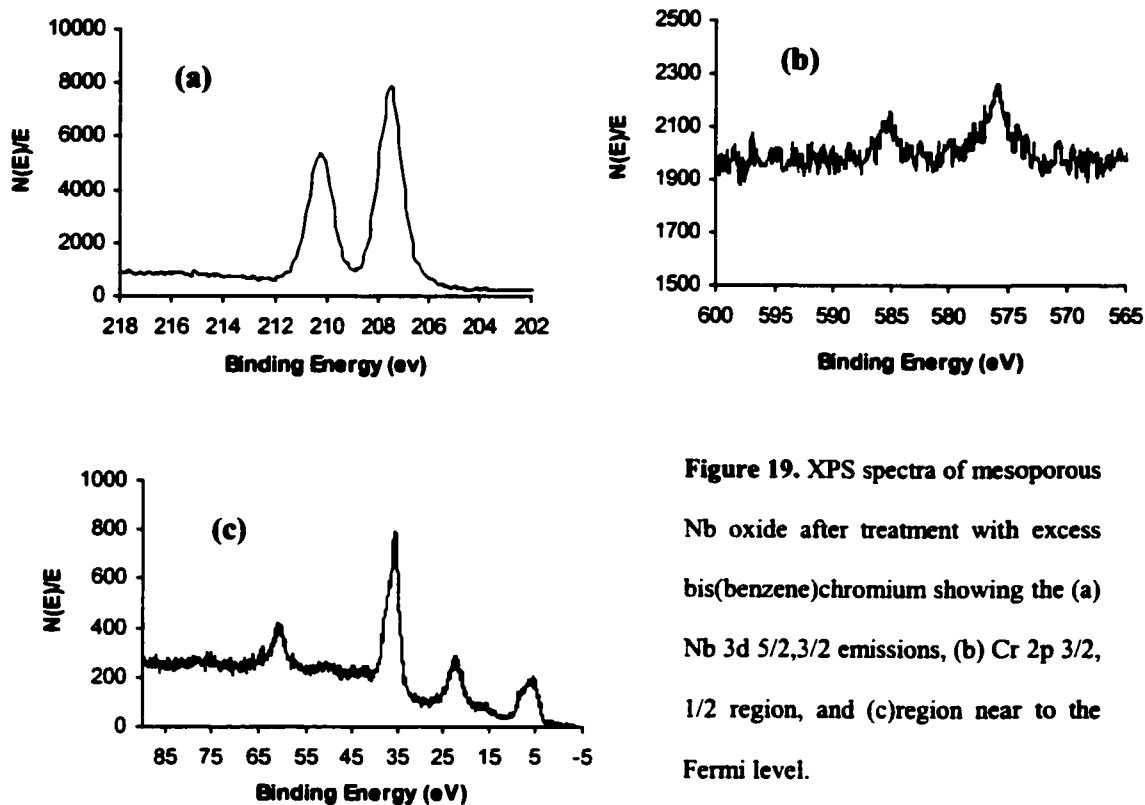 (a)
N(E)/E
10000
8000
6000
4000
2000
0
218 216 214 212 210 208 206 204 202
Binding Energy (ev)
(b)
N(E)/E
2500
2300
2100
1900
1700
1500
600 595 590 585 580 575 570 565
Binding Energy (eV)
(c)
N(E)/E
1000
800
600
400
200
0
85 75 65 55 45 35 25 15 5 -5
Binding Energy (eV)
Figure 19. XPS spectra of mesoporous
Nb oxide after treatment with excess
bis(benzene)chromium showing the (a)
Nb 3d 5/2,3/2 emissions, (b) Cr 2p 3/2,
1/2 region, and (c)region near to the
Fermi level.